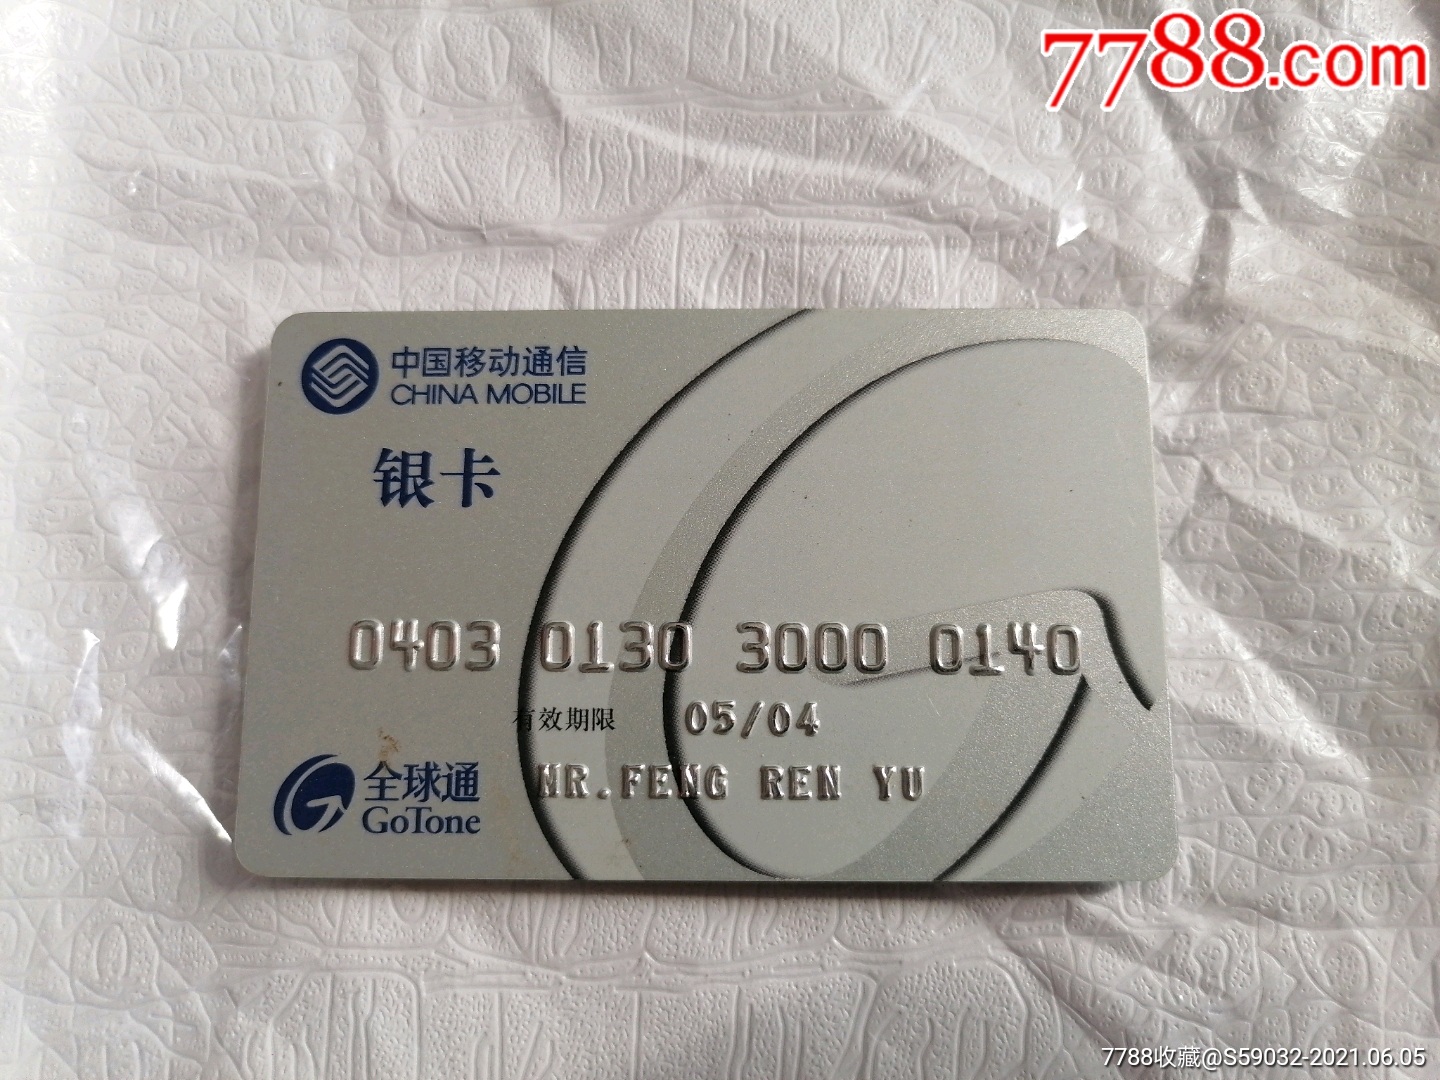 7788.com
中国移动通信
CHINA MOBILE
银卡
0403 0130 3000 0140
有效期限 05/04
全球通
GoTone
MR.FENG REN YU
7788收藏@S59032-2021.06.05